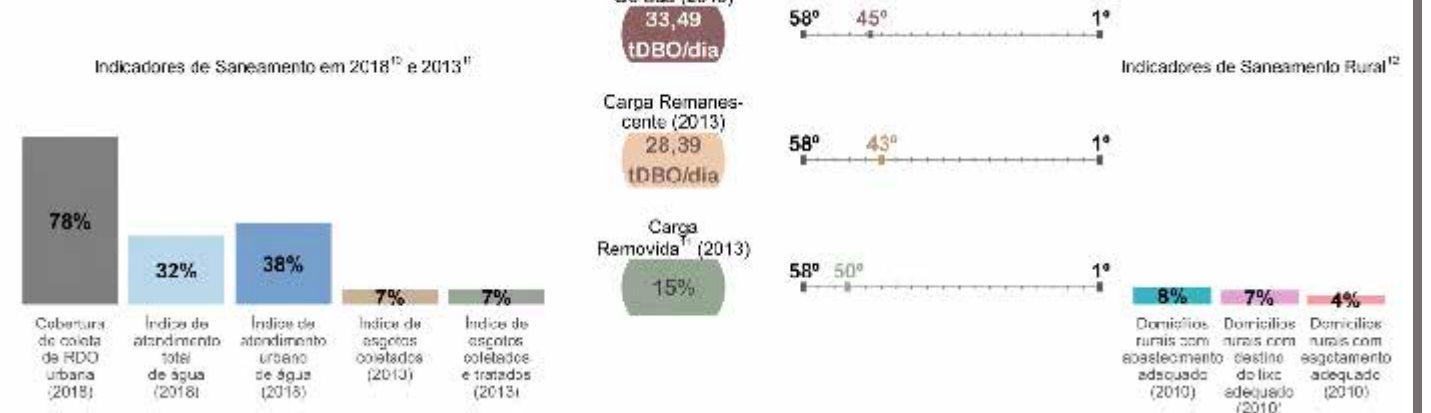 33,49
tDBO/dia
58º 45º 1º
Indicadores de Saneamento em 2018¹⁰ e 2013¹¹
Indicadores de Saneamento Rural¹²
Carga Remanes-
cente (2013)
28,39
tDBO/dia
58º 43º 1º
Carga
Removida¹¹ (2013)
15%
58º 50º 1º
78%
32%
38%
7%
7%
8%
7%
4%
Cobertura
de coleta
de RDO
urbana
(2018)
Índice de
atendimento
total
de água
(2018)
Índice de
atendimento
urbano
de água
(2018)
Índice de
esgotos
coletados
(2013)
Índice de
esgotos
coletados
e tratados
(2013)
Domicílios
rurais com
abastecimento
adequado
(2010)
Domicílios
rurais com
destino
do lixo
adequado
(2010)
Domicílios
rurais com
esgotamento
adequado
(2010)